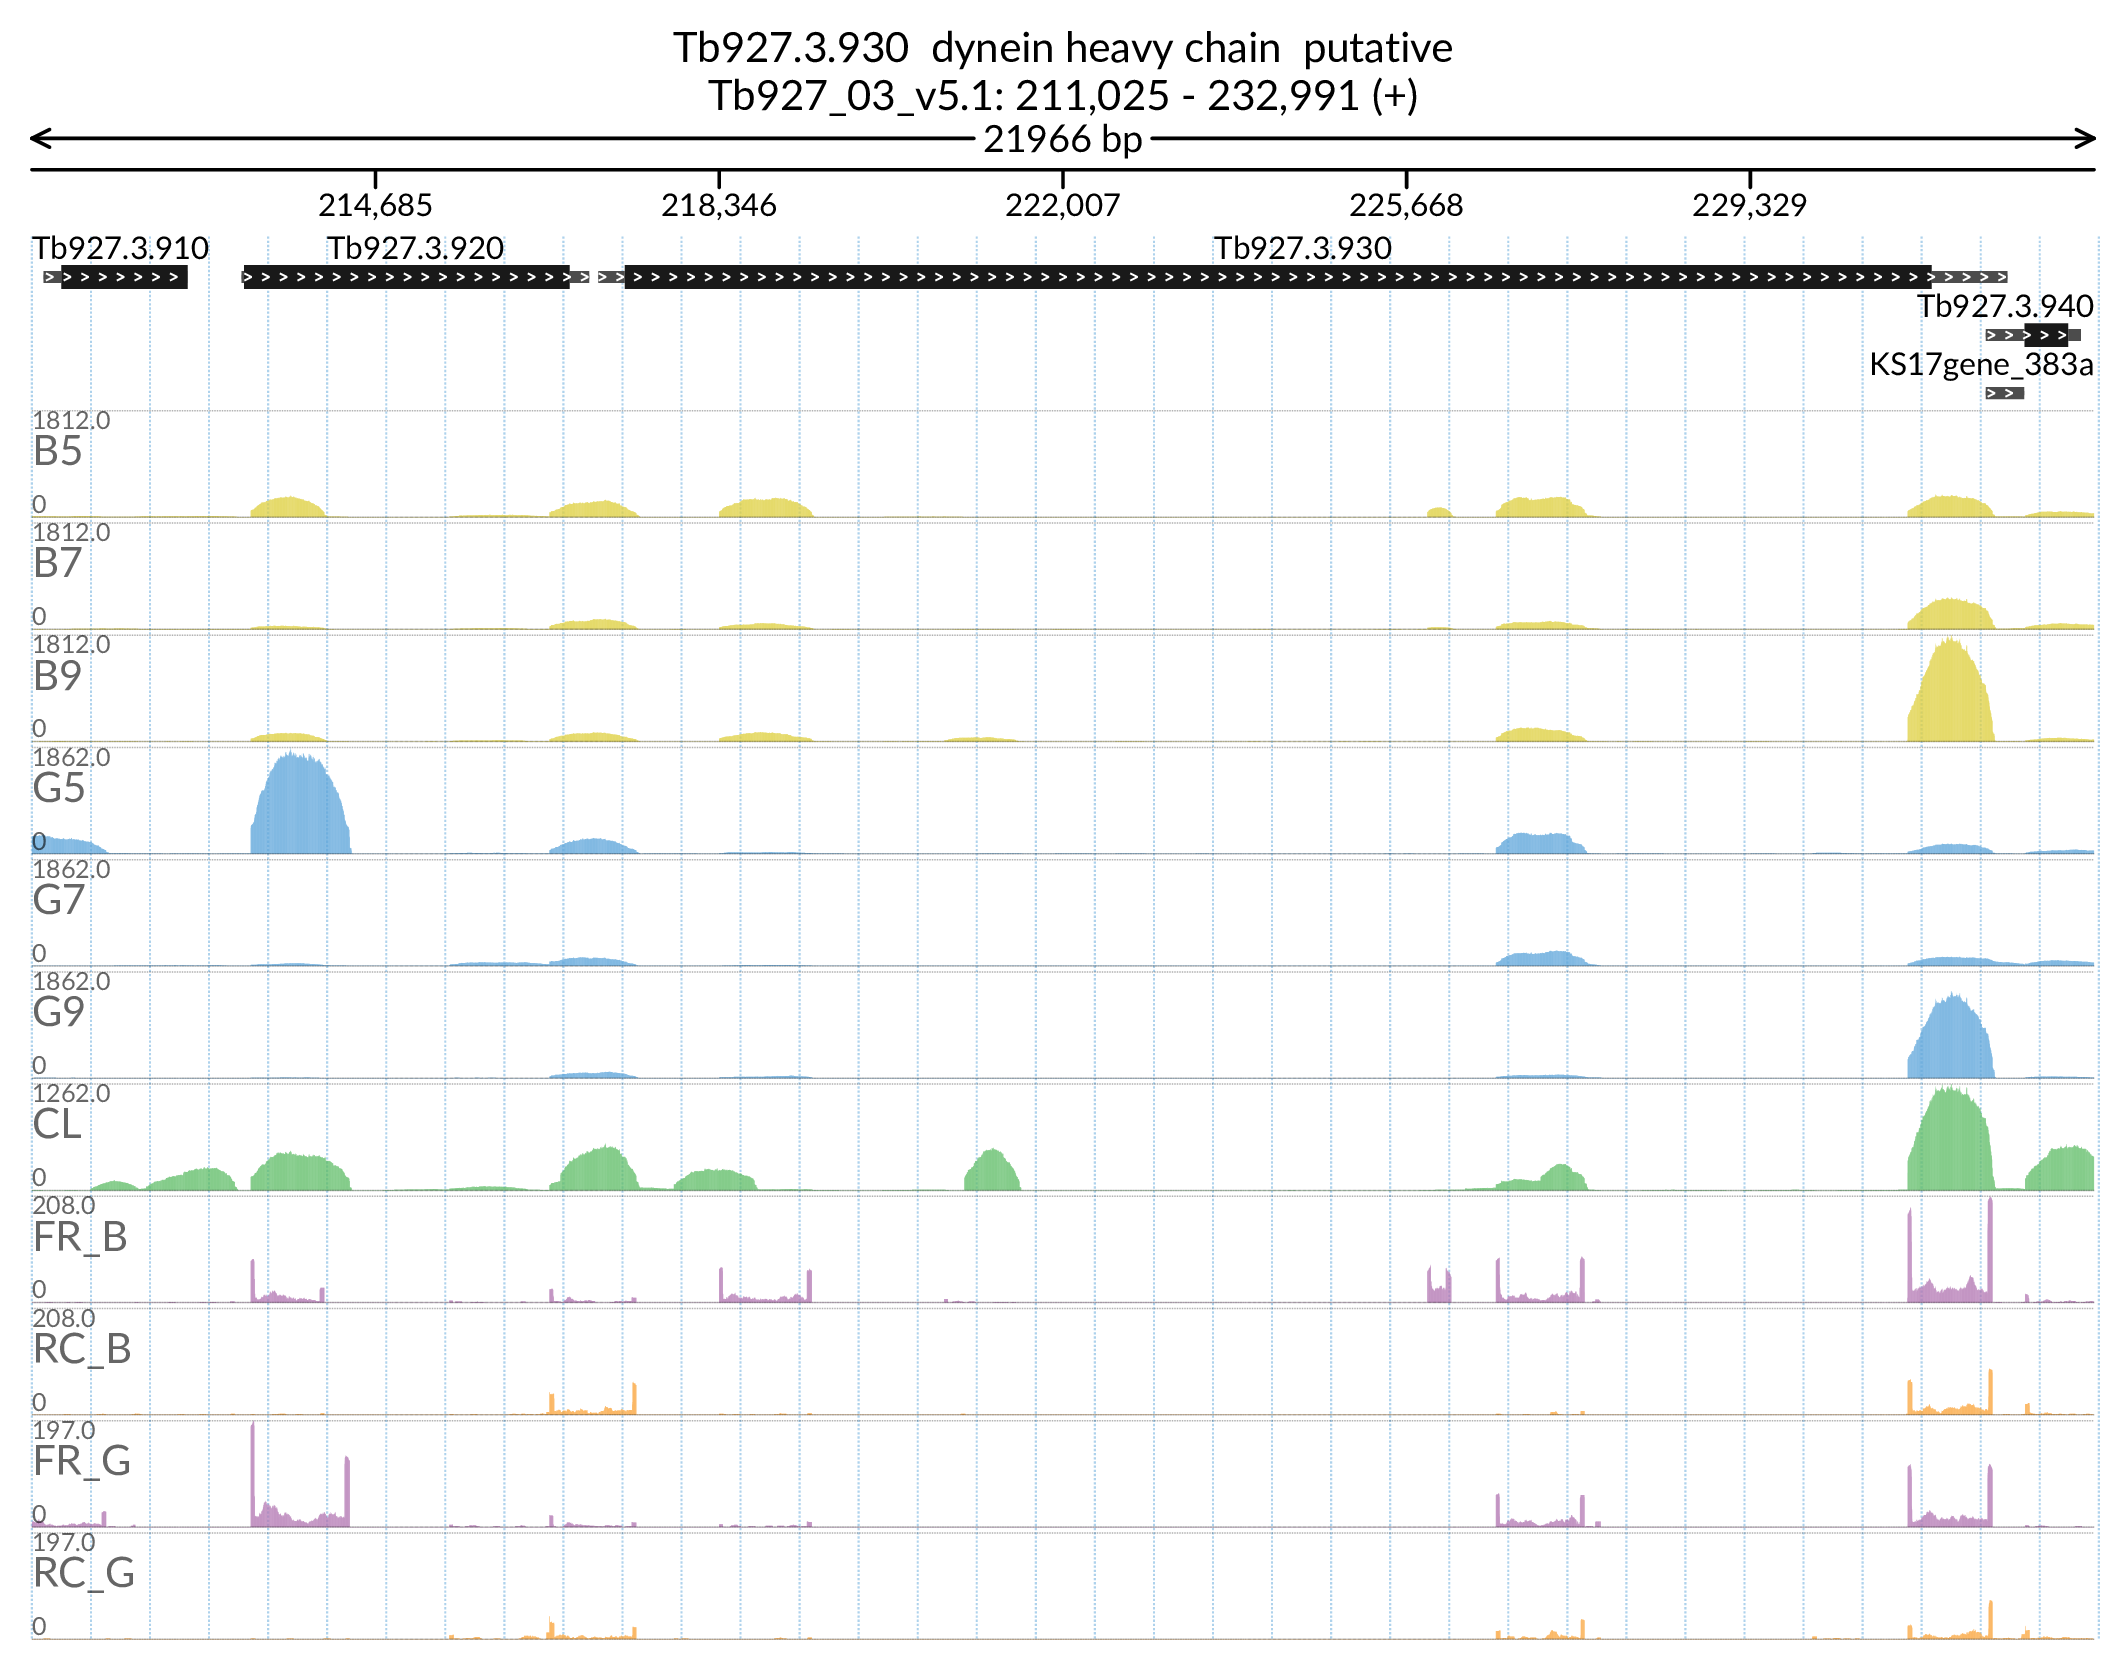 Tb927.3.930  dynein heavy chain  putative
Tb927_03_v5.1: 211,025 - 232,991 (+)
21966 bp
214,685 218,346 222,007 225,668 229,329
Tb927.3.910 Tb927.3.920 Tb927.3.930
Tb927.3.940
KS17gene_383a
1812.0
B5
0
1812.0
B7
0
1812.0
B9
0
1862.0
G5
0
1862.0
G7
0
1862.0
G9
0
1262.0
CL
0
208.0
FR_B
0
208.0
RC_B
0
197.0
FR_G
0
197.0
RC_G
0